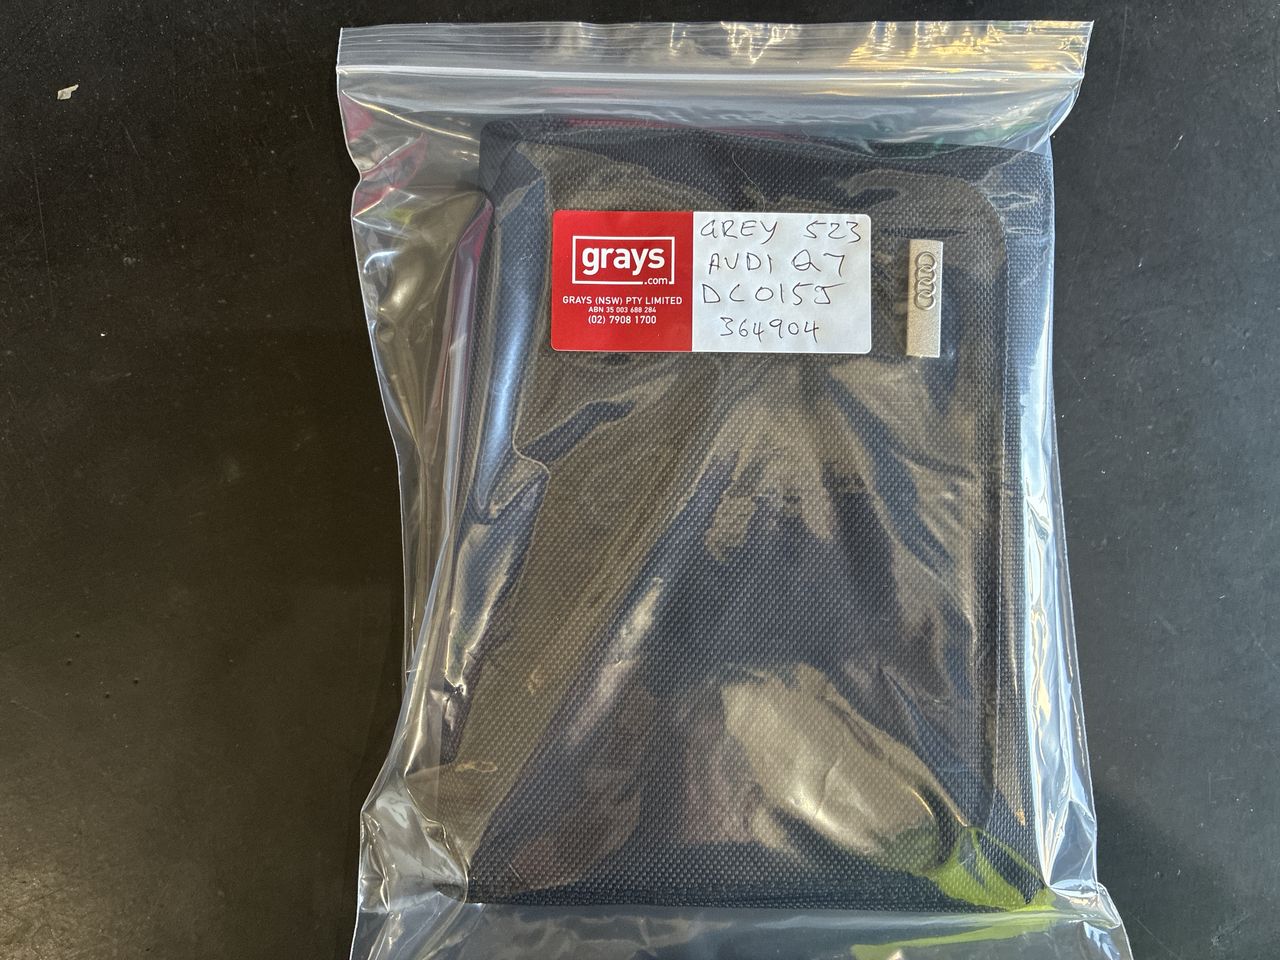 grays
.com
GRAYS (NSW) PTY LIMITED
ABN 35 003 688 284
(02) 7908 1700
GREY 523
AUDI Q7
DC015J
364904